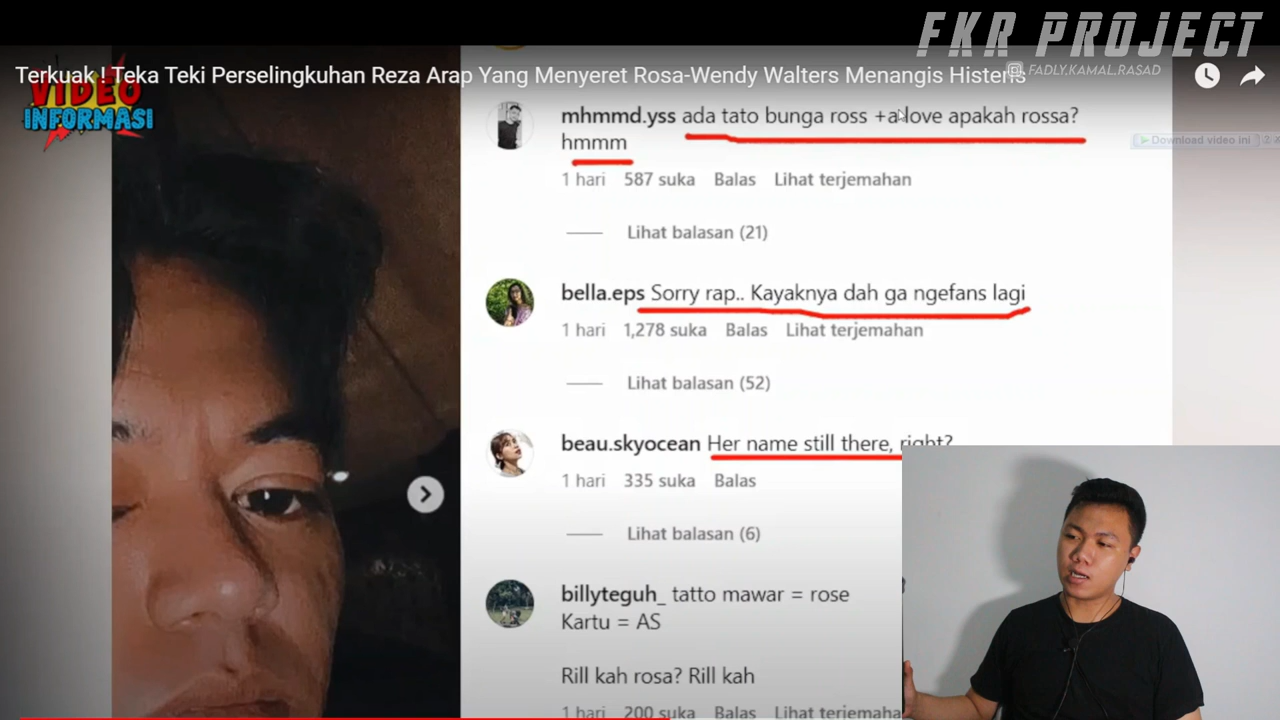 FKR PROJECT
FADLY.KAMAL.RASAD
Terkuak ! Teka Teki Perselingkuhan Reza Arap Yang Menyeret Rosa-Wendy Walters Menangis Histeris
VIDEO
INFORMASI
mhmmd.yss ada tato bunga ross +a love apakah rossa?
hmmm
1 hari 587 suka Balas Lihat terjemahan
Lihat balasan (21)
Download video ini
bella.eps Sorry rap.. Kayaknya dah ga ngefans lagi
1 hari 1,278 suka Balas Lihat terjemahan
Lihat balasan (52)
beau.skyocean Her name still there, right?
1 hari 335 suka Balas
Lihat balasan (6)
billyteguh_ tatto mawar = rose
Kartu = AS
Rill kah rosa? Rill kah
1 hari 200 suka Balas Lihat terjemaha